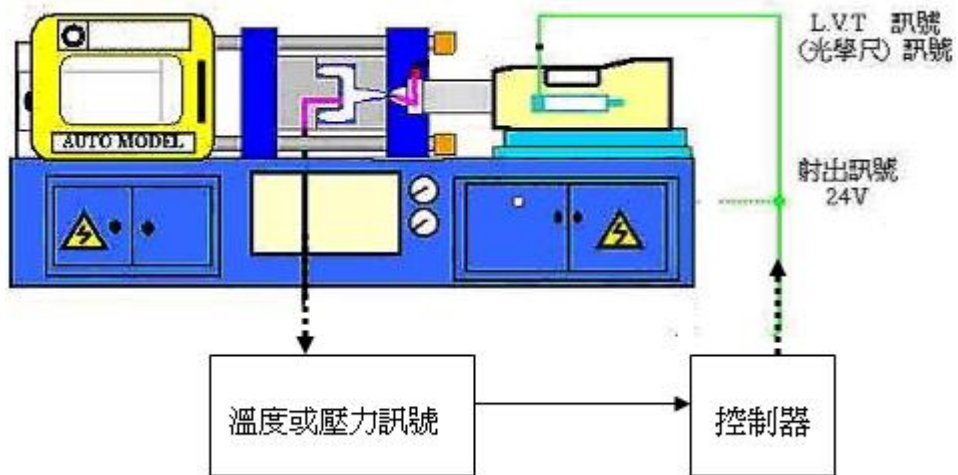 L.V.T 訊號
(光學尺) 訊號
AUTO MODEL
射出訊號
24V
溫度或壓力訊號
控制器